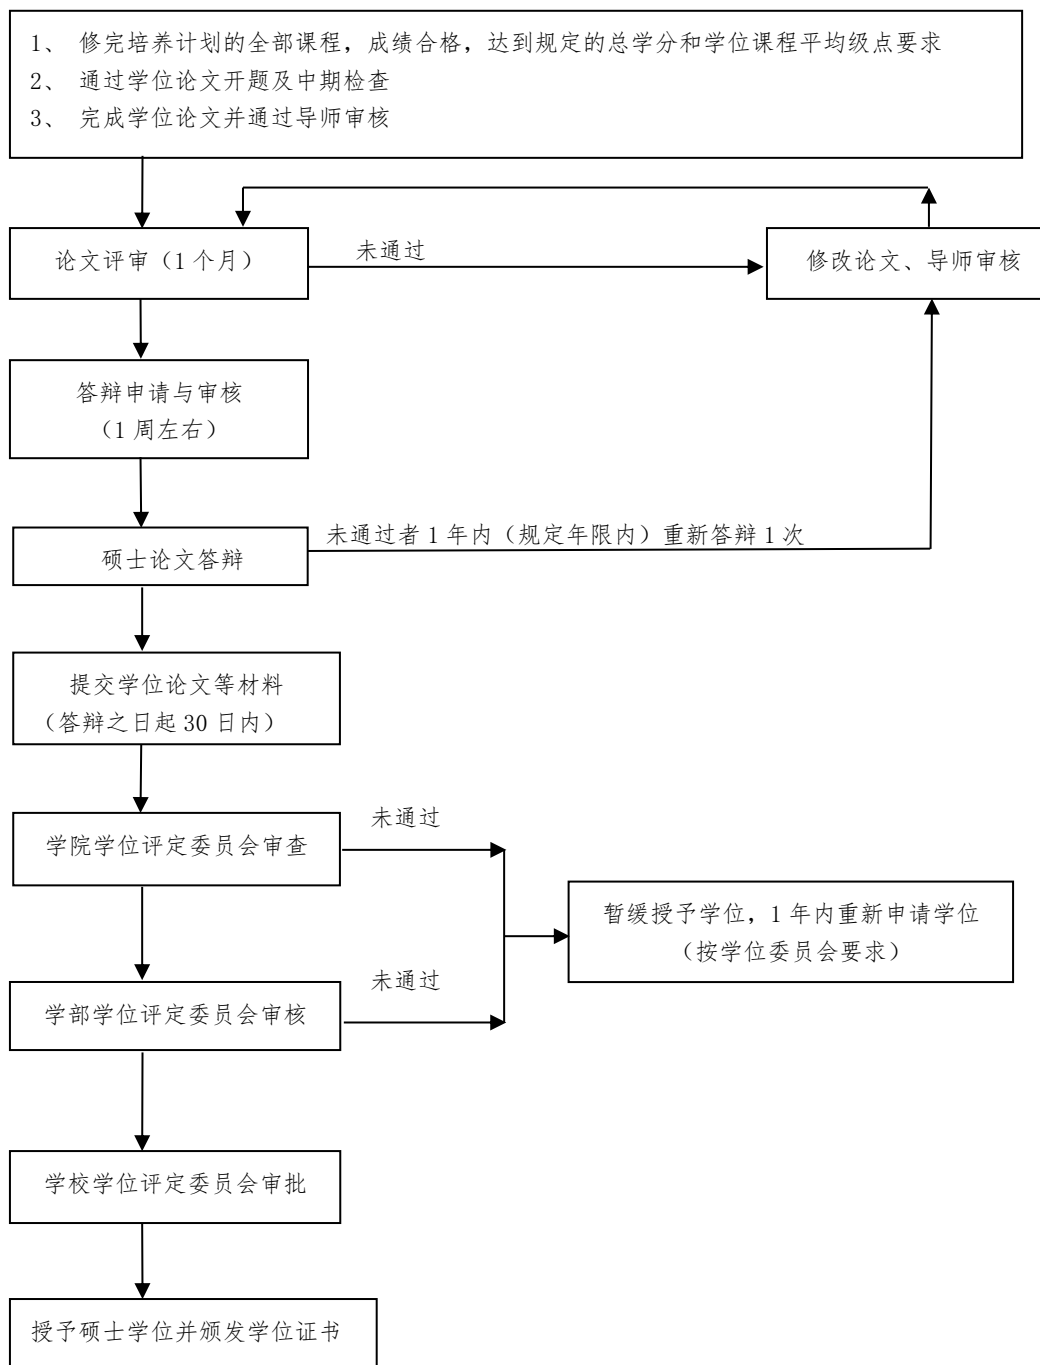 1、 修完培养计划的全部课程，成绩合格，达到规定的总学分和学位课程平均级点要求
2、 通过学位论文开题及中期检查
3、 完成学位论文并通过导师审核
论文评审（1 个月）
未通过
修改论文、导师审核
答辩申请与审核
（1 周左右）
硕士论文答辩
未通过者 1 年内（规定年限内）重新答辩 1 次
提交学位论文等材料
（答辩之日起 30 日内）
学院学位评定委员会审查
未通过
暂缓授予学位，1 年内重新申请学位
（按学位委员会要求）
未通过
学部学位评定委员会审核
学校学位评定委员会审批
授予硕士学位并颁发学位证书